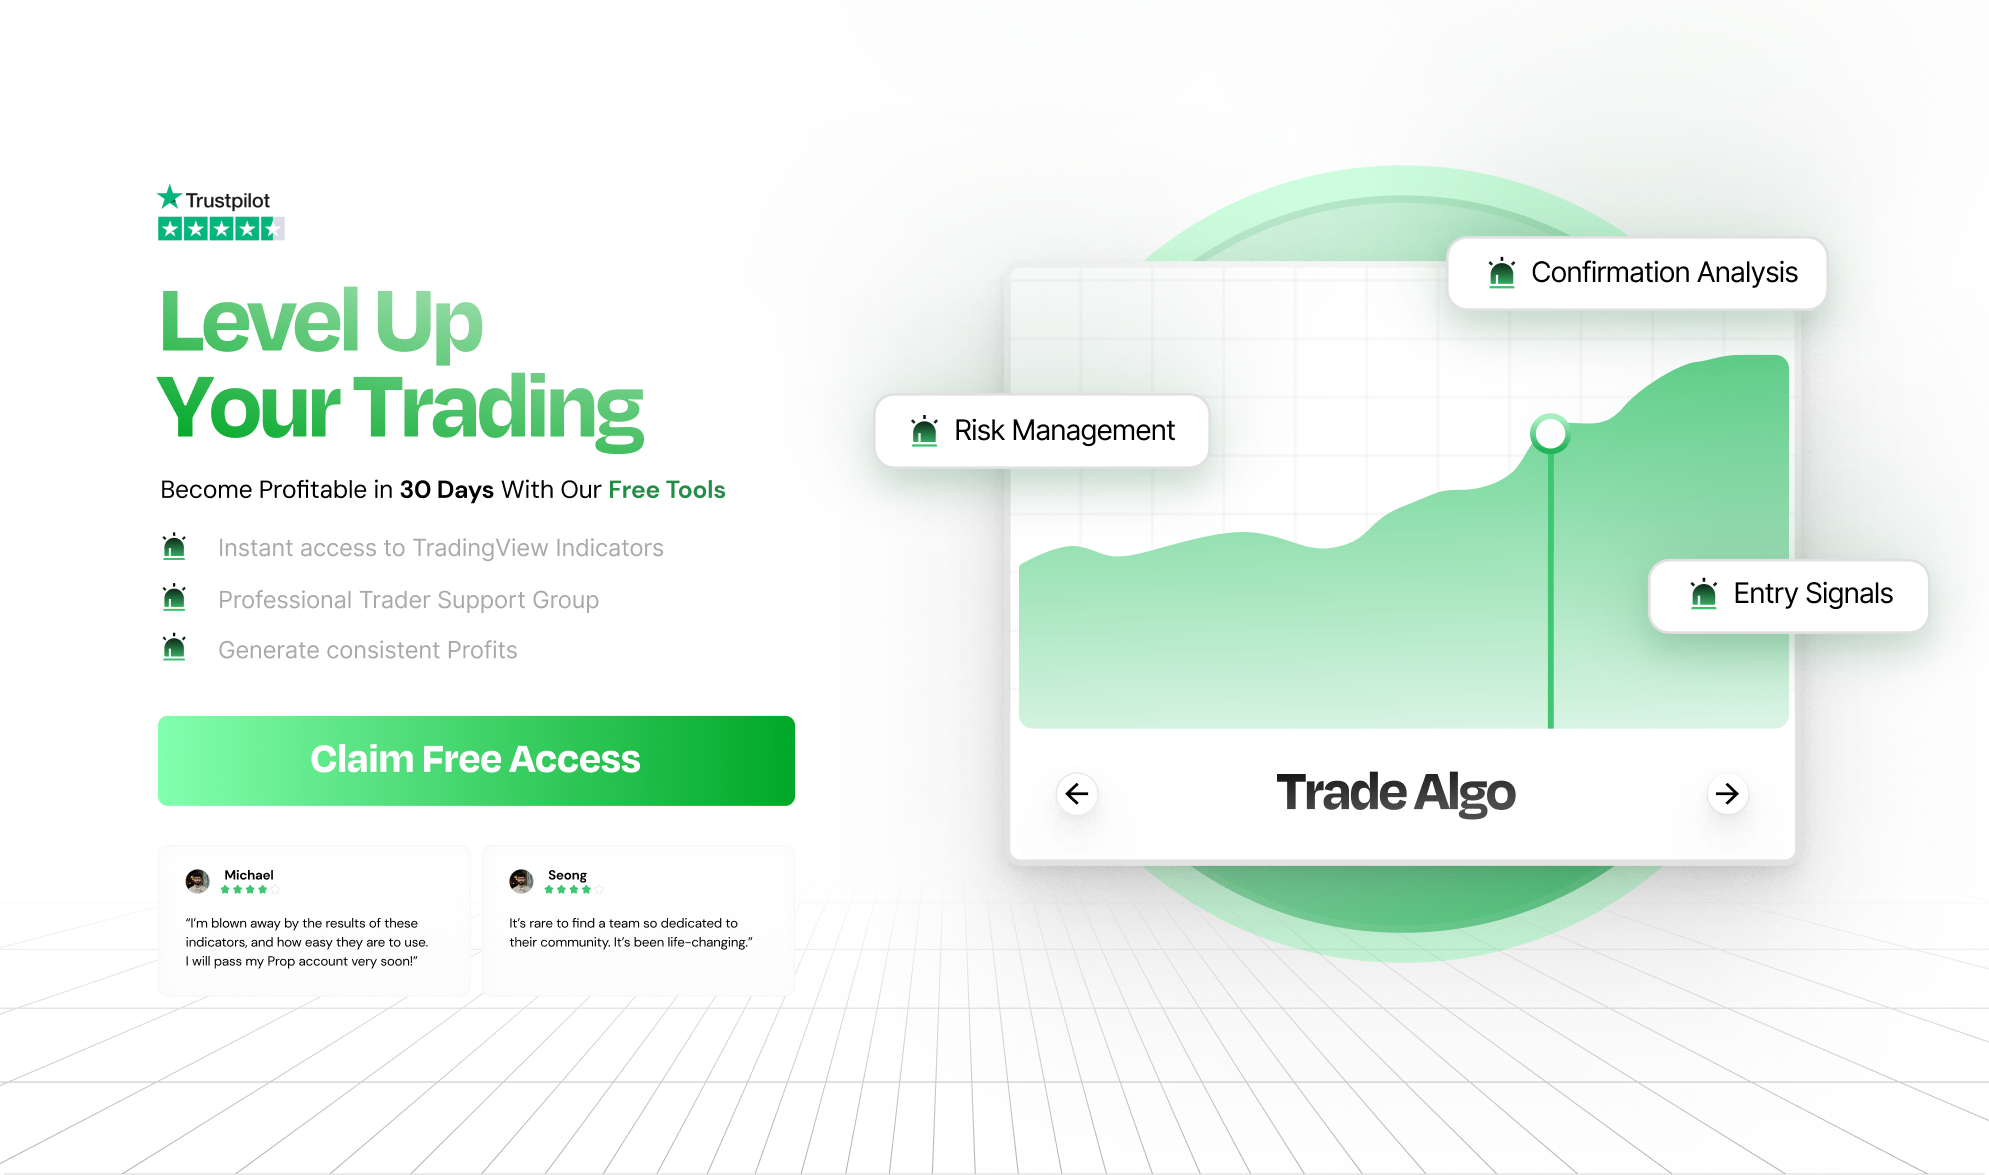 Trustpilot
Level Up
Your Trading
Become Profitable in 30 Days With Our Free Tools
Instant access to TradingView Indicators
Professional Trader Support Group
Generate consistent Profits
Claim Free Access
Michael
“I’m blown away by the results of these
indicators, and how easy they are to use.
I will pass my Prop account very soon!”
Seong
It’s rare to find a team so dedicated to
their community. It’s been life-changing.”
Confirmation Analysis
Risk Management
Entry Signals
Trade Algo